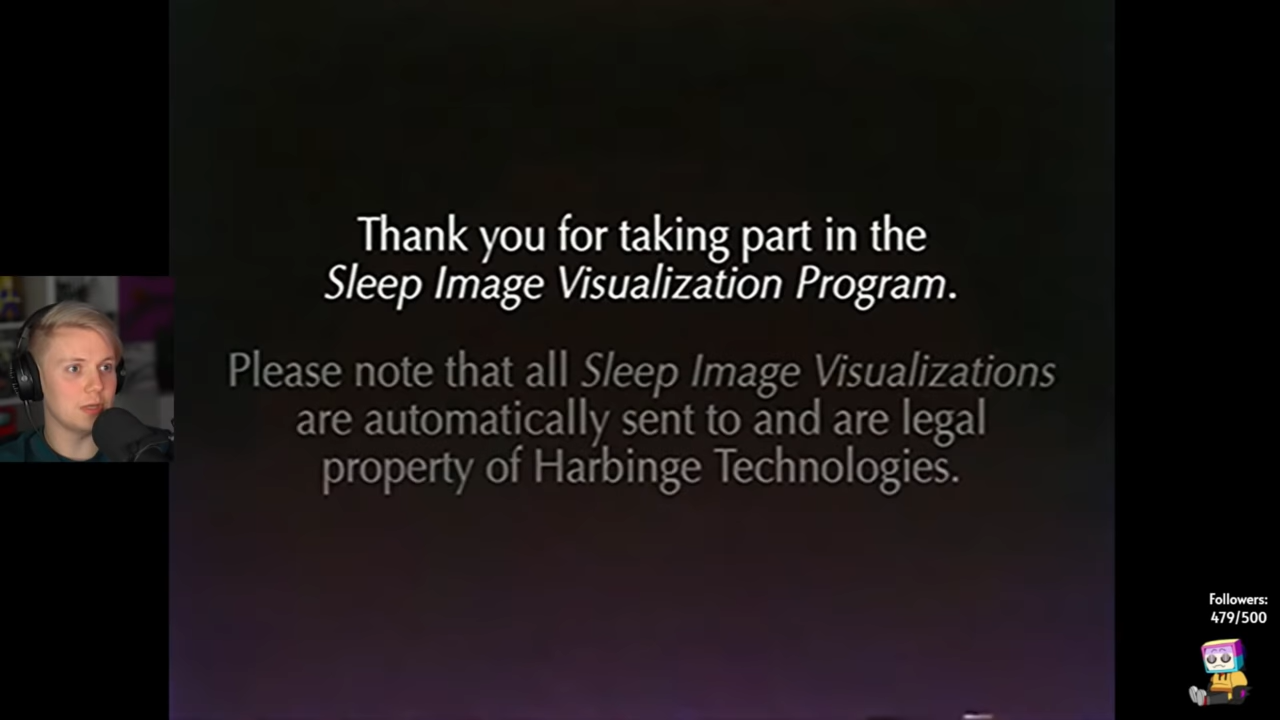 Thank you for taking part in the
Sleep Image Visualization Program.
Please note that all Sleep Image Visualizations
are automatically sent to and are legal
property of Harbinge Technologies.
Followers:
479/500